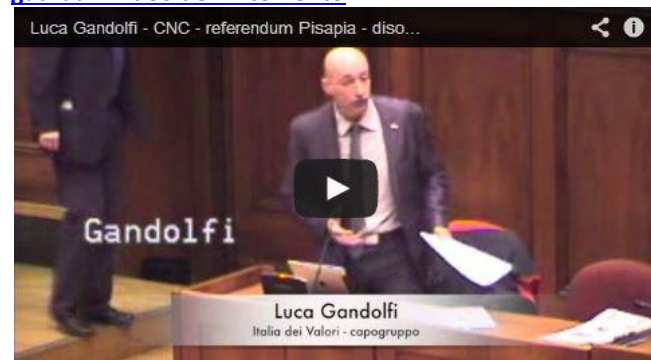 Luca Gandolfi - CNC - referendum Pisapia - diso...
Gandolfi
Luca Gandolfi
Italia dei Valori - capogruppo